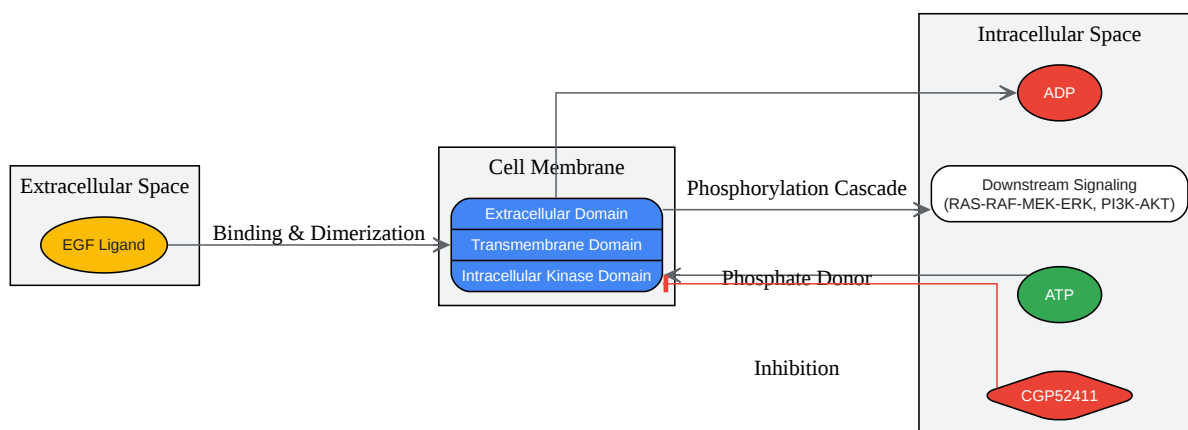 Extracellular Space
EGF Ligand
Binding & Dimerization
Cell Membrane
Extracellular Domain
Transmembrane Domain
Intracellular Kinase Domain
Phosphorylation Cascade
Phosphate Donor
Inhibition
Intracellular Space
ADP
Downstream Signaling
(RAS-RAF-MEK-ERK, PI3K-AKT)
ATP
CGP52411